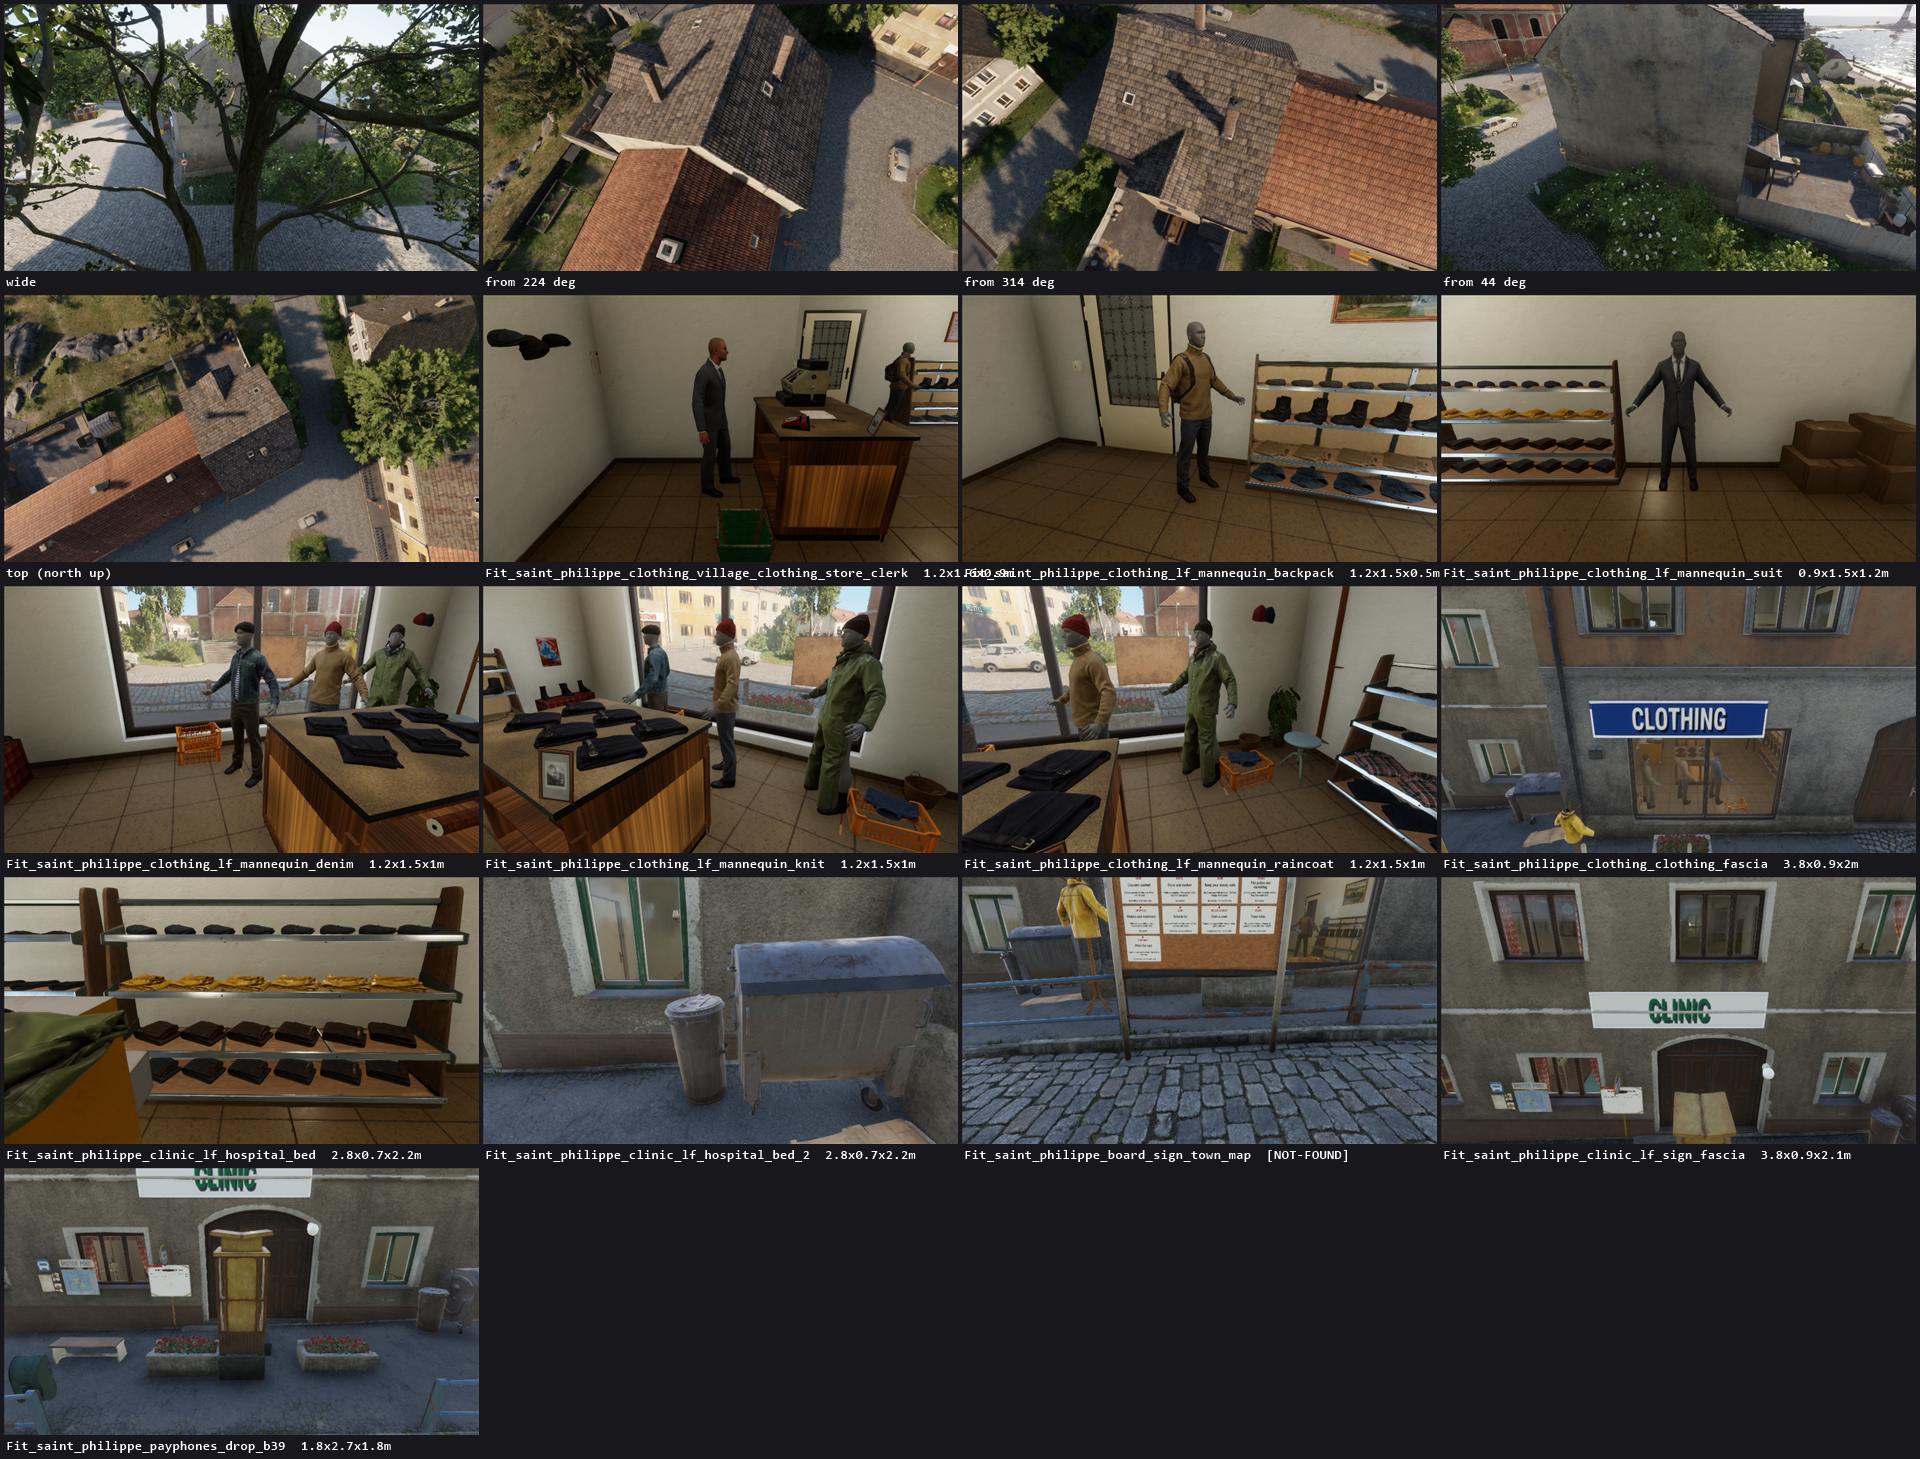 wide
from 224 deg
from 314 deg
from 44 deg
top (north up)
Fit_saint_philippe_clothing_village_clothing_store_clerk
Fit_saint_philippe_clothing_lf_mannequin_backpack 1.2x1.5x0.5m
Fit_saint_philippe_clothing_lf_mannequin_suit 0.9x1.5x1.2m
CLOTHING
Fit_saint_philippe_clothing_lf_mannequin_denim 1.2x1.5x1m
Fit_saint_philippe_clothing_lf_mannequin_knit 1.2x1.5x1m
Fit_saint_philippe_clothing_lf_mannequin_raincoat 1.2x1.5x1m
Fit_saint_philippe_clothing_clothing_fascia 3.8x0.9x2m
CLINIC
Fit_saint_philippe_clinic_lf_hospital_bed 2.8x0.7x2.2m
Fit_saint_philippe_clinic_lf_hospital_bed_2 2.8x0.7x2.2m
Fit_saint_philippe_board_sign_town_map [NOT-FOUND]
Fit_saint_philippe_clinic_lf_sign_fascia 3.8x0.9x2.1m
CLINIC
Fit_saint_philippe_payphones_drop_b39 1.8x2.7x1.8m